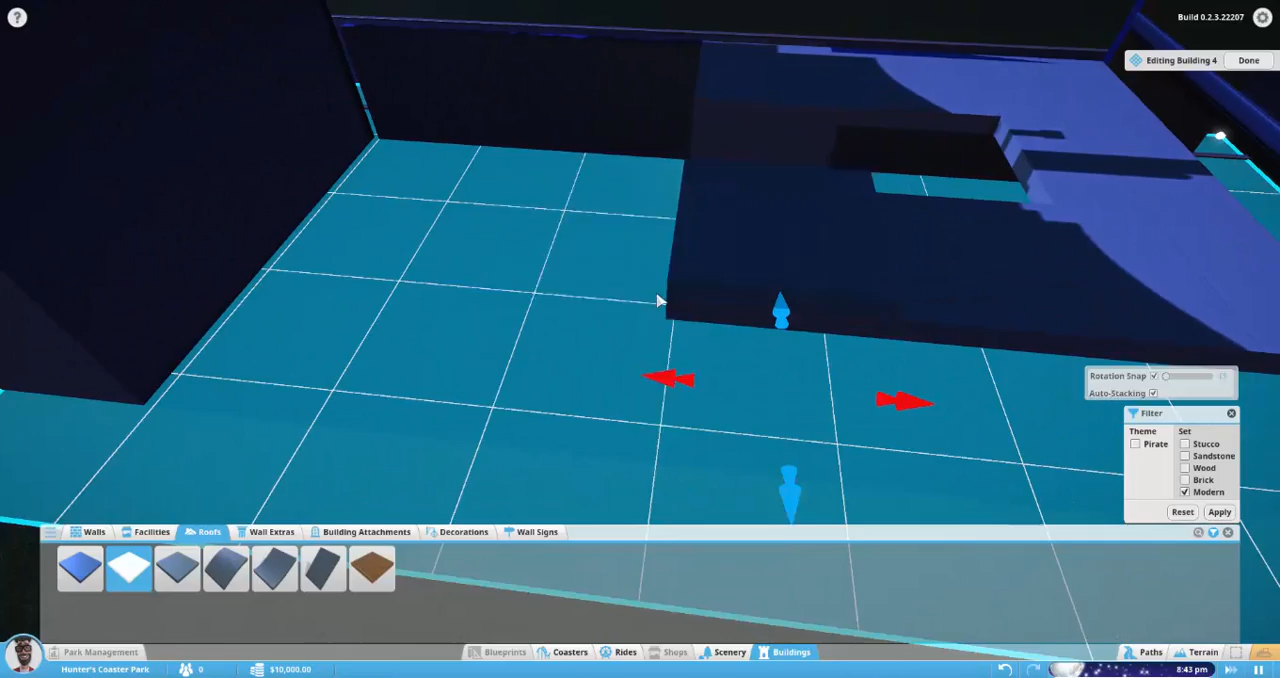 ?
Build 0.2.3.22207
Editing Building 4 Done
Rotation Snap 15
Auto-Stacking
Filter
Theme Set
Pirate Stucco
Sandstone
Wood
Brick
Modern
Reset Apply
Walls Facilities Roofs Wall Extras Building Attachments Decorations Wall Signs
Park Management Blueprints Coasters Rides Shops Scenery Buildings Paths Terrain
Hunter's Coaster Park 0 $10,000.00 8:43 pm